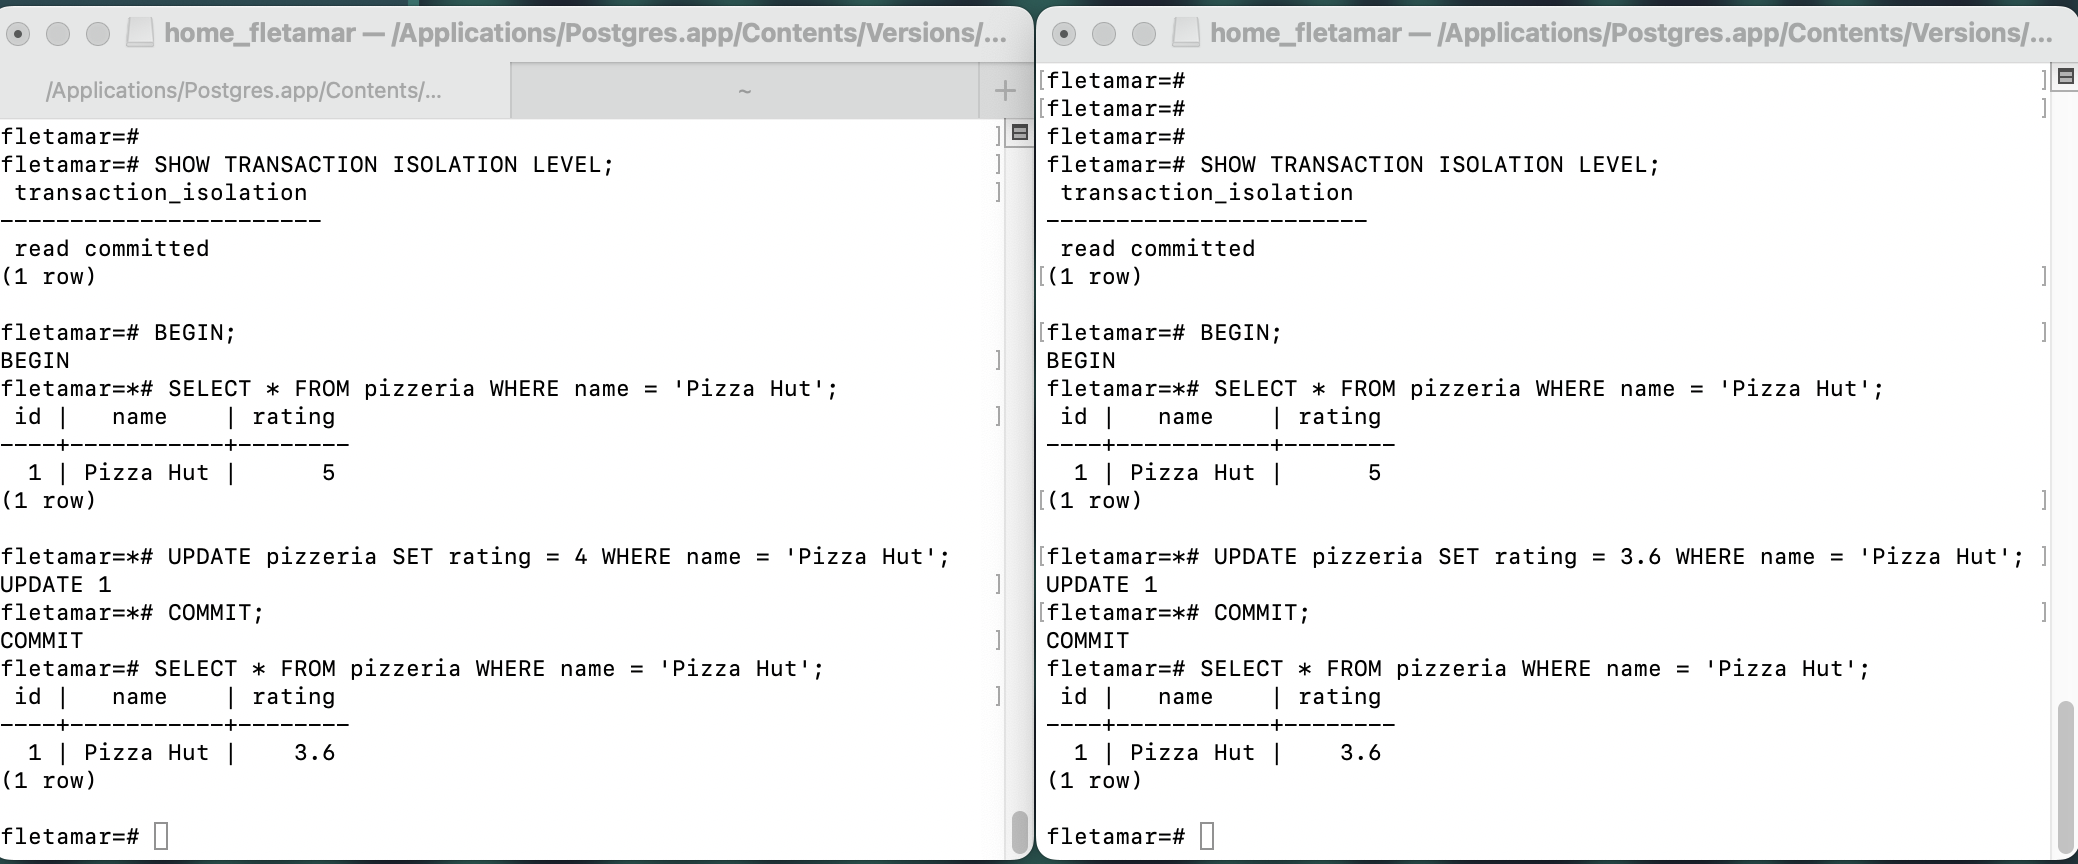 home_fletamar — /Applications/Postgres.app/Contents/Versions/...
/Applications/Postgres.app/Contents/...
~
+
fletamar=#
fletamar=# SHOW TRANSACTION ISOLATION LEVEL;
 transaction_isolation
-----------------------
 read committed
(1 row)

fletamar=# BEGIN;
BEGIN
fletamar=*# SELECT * FROM pizzeria WHERE name = 'Pizza Hut';
 id |   name    | rating
----+-----------+--------
  1 | Pizza Hut |      5
(1 row)

fletamar=*# UPDATE pizzeria SET rating = 4 WHERE name = 'Pizza Hut';
UPDATE 1
fletamar=*# COMMIT;
COMMIT
fletamar=# SELECT * FROM pizzeria WHERE name = 'Pizza Hut';
 id |   name    | rating
----+-----------+--------
  1 | Pizza Hut |    3.6
(1 row)

fletamar=#
home_fletamar — /Applications/Postgres.app/Contents/Versions/...
[fletamar=# ]
[fletamar=# ]
fletamar=#
fletamar=# SHOW TRANSACTION ISOLATION LEVEL;
 transaction_isolation
-----------------------
 read committed
[(1 row) ]

[fletamar=# BEGIN; ]
BEGIN
fletamar=*# SELECT * FROM pizzeria WHERE name = 'Pizza Hut';
 id |   name    | rating
----+-----------+--------
  1 | Pizza Hut |      5
[(1 row) ]

[fletamar=*# UPDATE pizzeria SET rating = 3.6 WHERE name = 'Pizza Hut'; ]
UPDATE 1
[fletamar=*# COMMIT; ]
COMMIT
fletamar=# SELECT * FROM pizzeria WHERE name = 'Pizza Hut';
 id |   name    | rating
----+-----------+--------
  1 | Pizza Hut |    3.6
(1 row)

fletamar=#